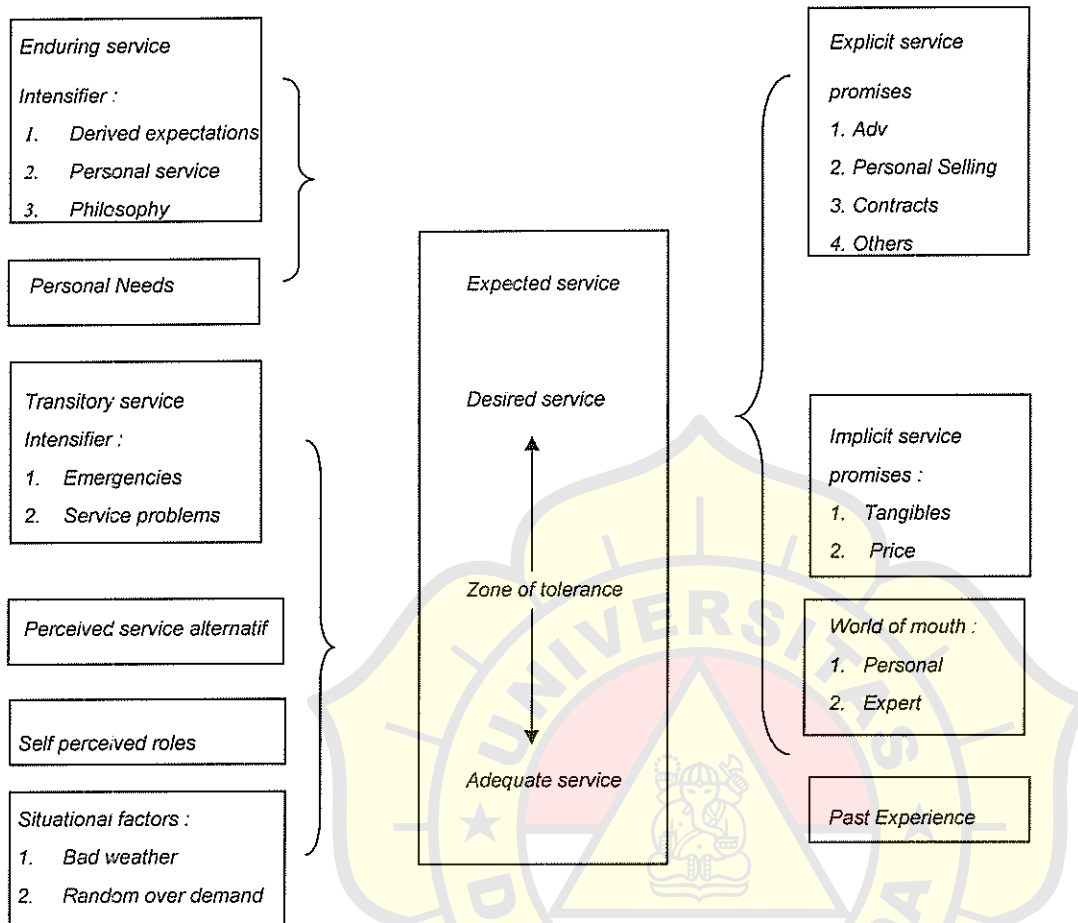 Enduring service
Intensifier :
1. Derived expectations
2. Personal service
3. Philosophy
Personal Needs
Transitory service
Intensifier :
1. Emergencies
2. Service problems
Perceived service alternatif
Self perceived roles
Situational factors :
1. Bad weather
2. Random over demand
Expected service
Desired service
Zone of tolerance
Adequate service
Explicit service
promises
1. Adv
2. Personal Selling
3. Contracts
4. Others
Implicit service
promises :
1. Tangibles
2. Price
World of mouth :
1. Personal
2. Expert
Past Experience
UNIVERSITAS